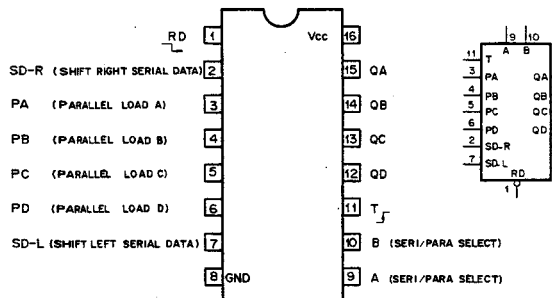 RD 1
SD-R (SHIFT RIGHT SERIAL DATA) 2
PA (PARALLEL LOAD A) 3
PB (PARALLEL LOAD B) 4
PC (PARALLEL LOAD C) 5
PD (PARALLEL LOAD D) 6
SD-L (SHIFT LEFT SERIAL DATA) 7
8 GND
Vcc 16
15 QA
14 QB
13 QC
12 QD
11 T
10 B (SERI/PARA SELECT)
9 A (SERI/PARA SELECT)
9 10
A B
11 T
3 PA QA
4 PB QB
5 PC QC
6 PD QD
2 SD-R
7 SD-L
RD
1